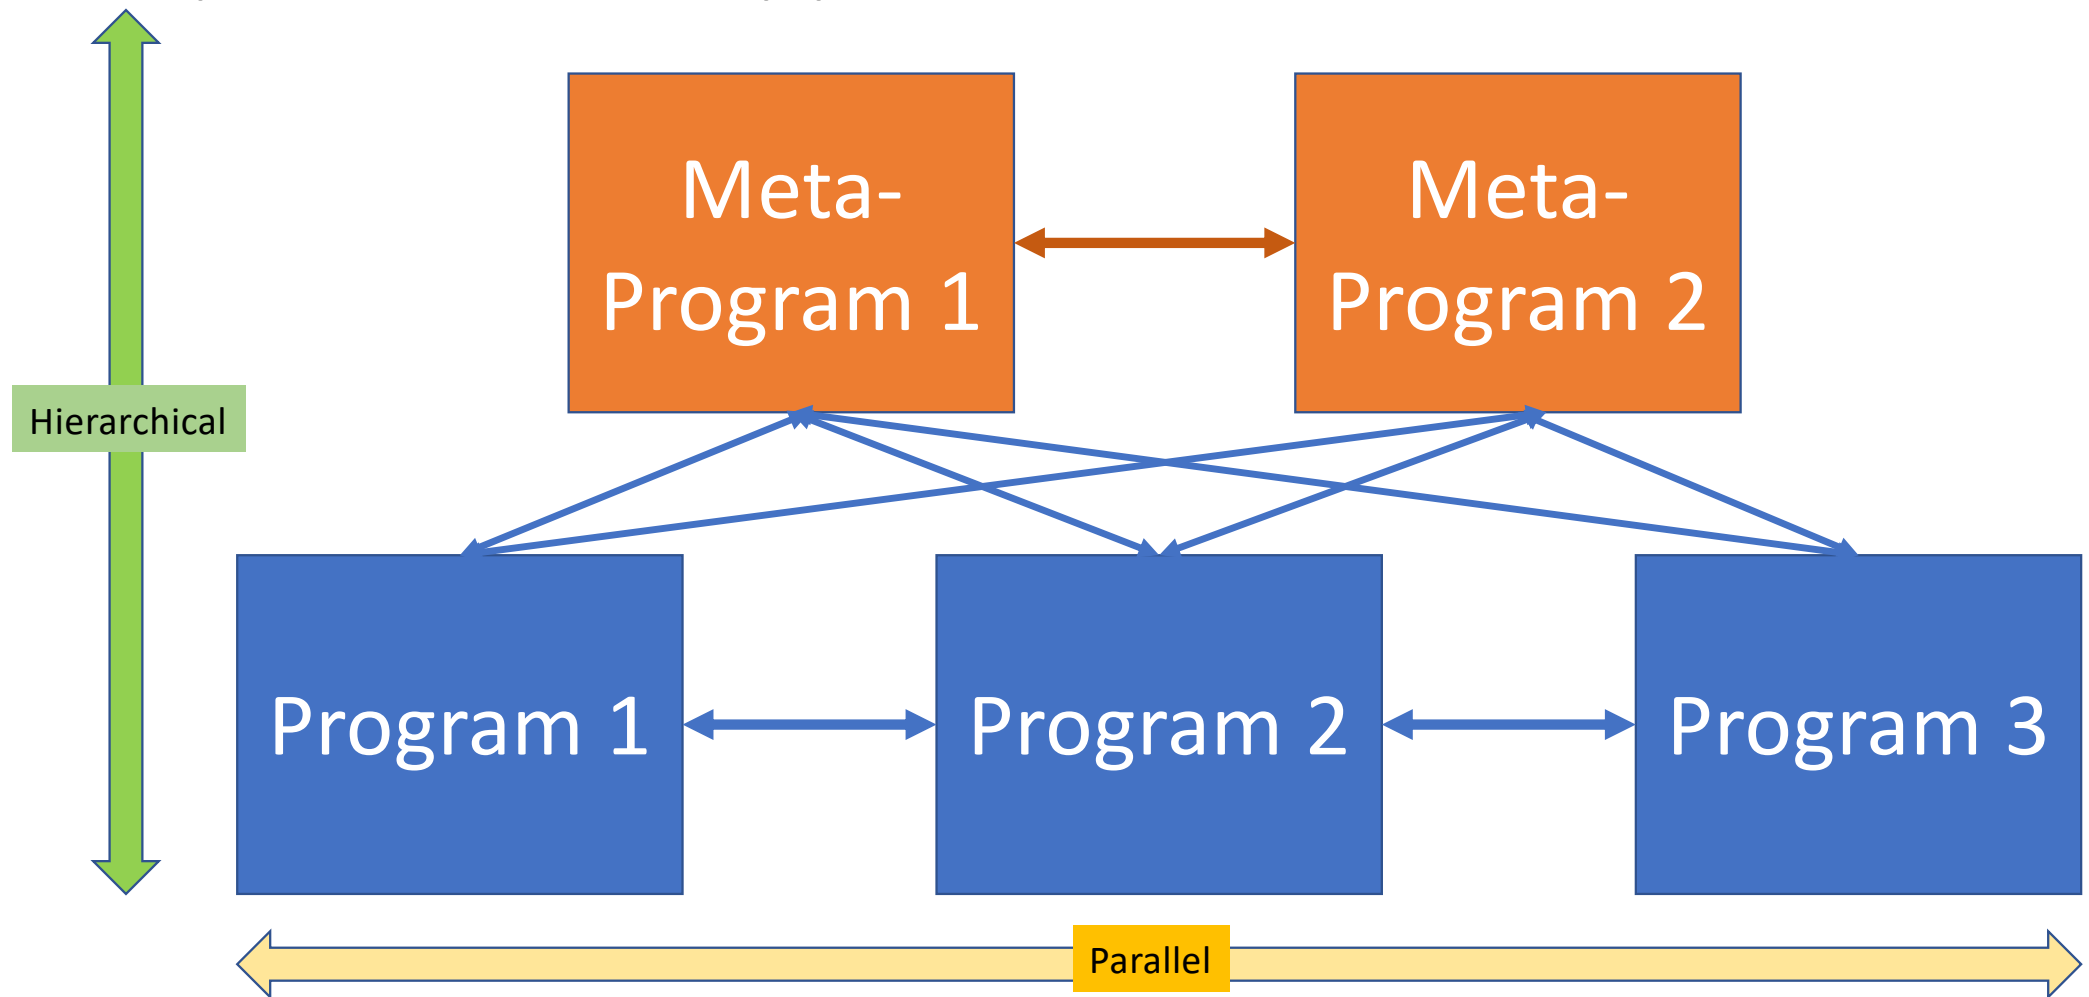 Meta-
Program 1
Meta-
Program 2
Hierarchical
Program 1
Program 2
Program 3
Parallel